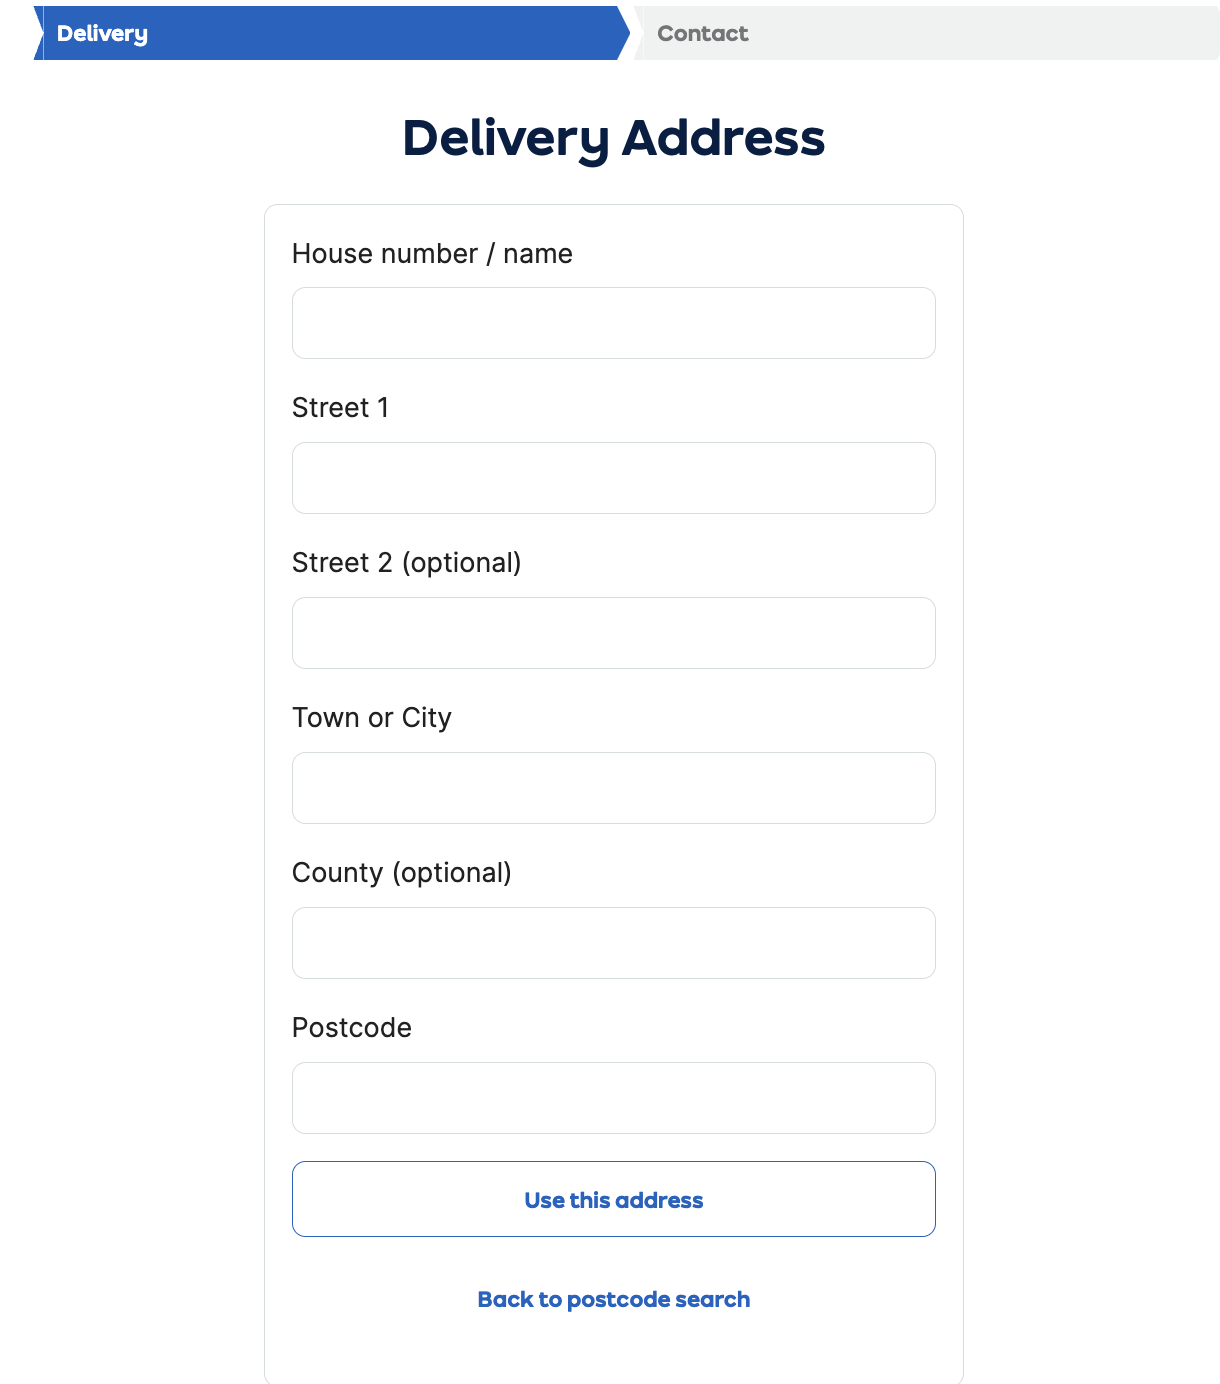 Delivery
Contact
Delivery Address
House number / name
Street 1
Street 2 (optional)
Town or City
County (optional)
Postcode
Use this address
Back to postcode search